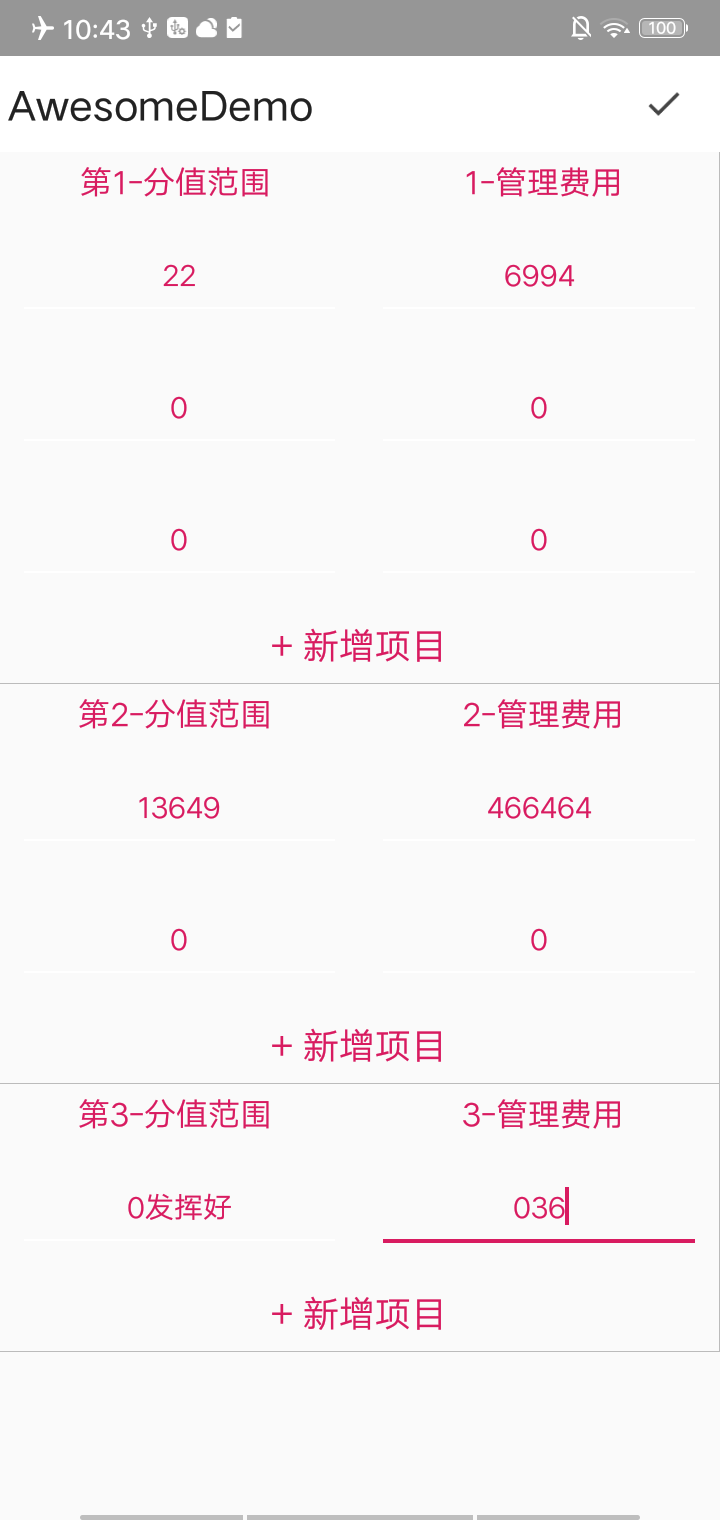 10:43 100
AwesomeDemo
第1-分值范围 1-管理费用
22 6994
0 0
0 0
+ 新增项目
第2-分值范围 2-管理费用
13649 466464
0 0
+ 新增项目
第3-分值范围 3-管理费用
0发挥好 036
+ 新增项目